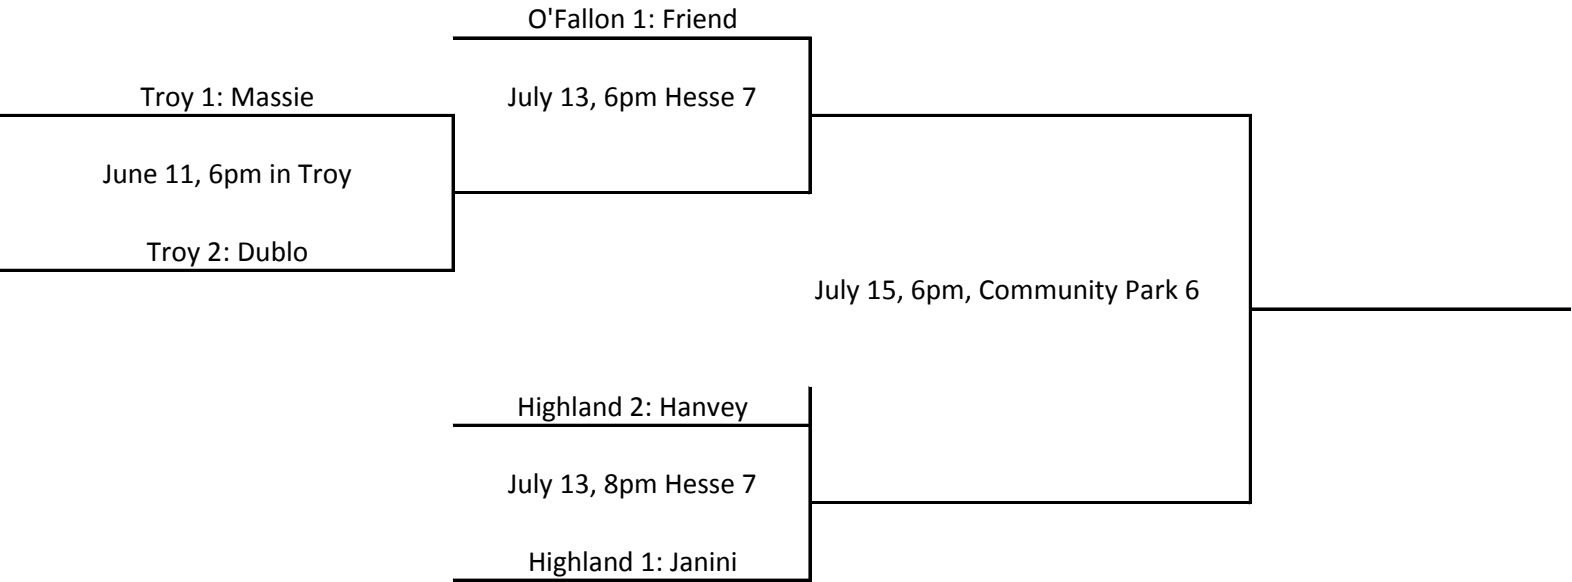 O'Fallon 1: Friend
Troy 1: Massie
July 13, 6pm Hesse 7
June 11, 6pm in Troy
Troy 2: Dublo
July 15, 6pm, Community Park 6
Highland 2: Hanvey
July 13, 8pm Hesse 7
Highland 1: Janini